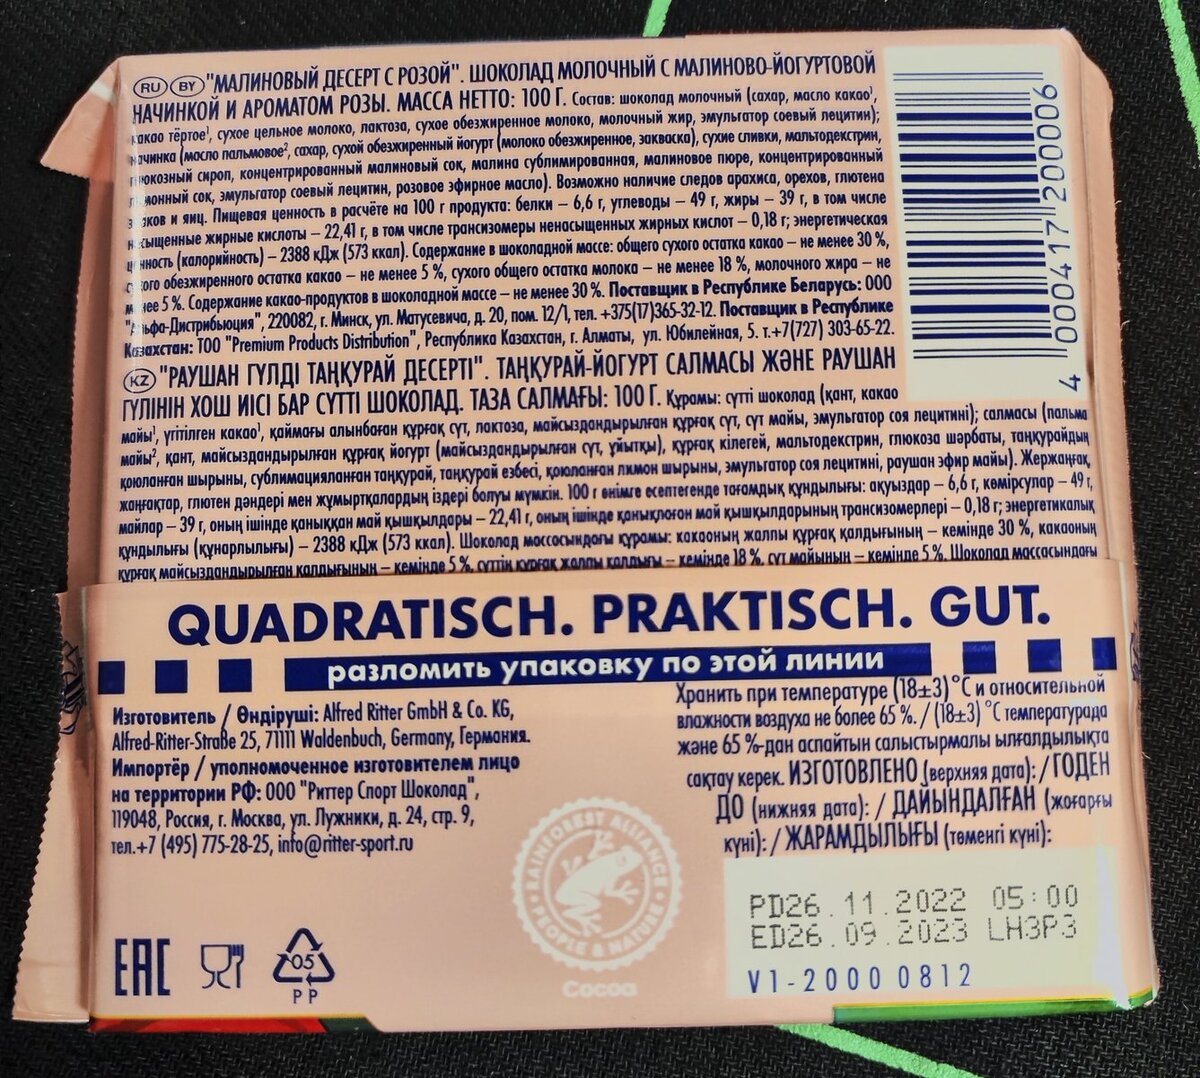 RU BY "МАЛИНОВЫЙ ДЕСЕРТ С РОЗОЙ". ШОКОЛАД МОЛОЧНЫЙ С МАЛИНОВО-ЙОГУРТОВОЙ
НАЧИНКОЙ И АРОМАТОМ РОЗЫ. МАССА НЕТТО: 100 Г. Состав: шоколад молочный (сахар, масло какао¹,
какао тёртое¹, сухое цельное молоко, лактоза, сухое обезжиренное молоко, молочный жир, эмульгатор соевый лецитин);
начинка (масло пальмовое², сахар, сухой обезжиренный йогурт (молоко обезжиренное, закваска), сухие сливки, мальтодекстрин,
глюкозный сироп, концентрированный малиновый сок, малина сублимированная, малиновое пюре, концентрированный
лимонный сок, эмульгатор соевый лецитин, розовое эфирное масло). Возможно наличие следов арахиса, орехов, глютена
злаков и яиц. Пищевая ценность в расчёте на 100 г продукта: белки – 6,6 г, углеводы – 49 г, жиры – 39 г, в том числе
насыщенные жирные кислоты – 22,41 г, в том числе трансизомеры ненасыщенных жирных кислот – 0,18 г; энергетическая
ценность (калорийность) – 2388 кДж (573 ккал). Содержание в шоколадной массе: общего сухого остатка какао – не менее 30 %,
сухого обезжиренного остатка какао – не менее 5 %, сухого общего остатка молока – не менее 18 %, молочного жира – не
менее 5 %. Содержание какао-продуктов в шоколадной массе – не менее 30 %. Поставщик в Республике Беларусь: ООО
"Альфа-Дистрибьюция", 220082, г. Минск, ул. Матусевича, д. 20, пом. 12/1, тел. +375(17)365-32-12. Поставщик в Республике
Казахстан: ТОО "Premium Products Distribution", Республика Казахстан, г. Алматы, ул. Юбилейная, 5. т.+7(727) 303-65-22.
4 000417 200006
KZ "РАУШАН ГҮЛДІ ТАҢҚУРАЙ ДЕСЕРТІ". ТАҢҚУРАЙ-ЙОГУРТ САЛМАСЫ ЖӘНЕ РАУШАН
ГҮЛІНІҢ ХОШ ИІСІ БАР СҮТТІ ШОКОЛАД. ТАЗА САЛМАҒЫ: 100 Г. Құрамы: сүтті шоколад (қант, какао
майы¹, үгітілген какао¹, қаймағы алынбаған құрғақ сүт, лактоза, майсыздандырылған құрғақ сүт, сүт майы, эмульгатор соя лецитині); салмасы (пальма
майы², қант, майсыздандырылған құрғақ йогурт (майсыздандырылған сүт, ұйытқы), құрғақ кілегей, мальтодекстрин, глюкоза шәрбаты, таңқурайдың
қоюланған шырыны, сублимацияланған таңқурай, таңқурай езбесі, қоюланған лимон шырыны, эмульгатор соя лецитині, раушан эфир майы). Жержаңғақ,
жаңғақтар, глютен дәндері мен жұмыртқалардың іздері болуы мүмкін. 100 г өнімге есептегенде тағамдық құндылығы: ақуыздар – 6,6 г, көмірсулар – 49 г,
майлар – 39 г, оның ішінде қаныққан май қышқылдары – 22,41 г, оның ішінде қанықпаған май қышқылдарының трансизомерлері – 0,18 г; энергетикалық
құндылығы (құнарлылығы) – 2388 кДж (573 ккал). Шоколад массасындағы құрамы: какаоның жалпы құрғақ қалдығының – кемінде 30 %, какаоның
құрғақ майсыздандырылған қалдығының – кемінде 5 %, сүттің құрғақ жалпы қалдығы – кемінде 18 %, сүт майының – кемінде 5 %. Шоколад массасындағы
QUADRATISCH. PRAKTISCH. GUT.
разломить упаковку по этой линии
Изготовитель / Өндіруші: Alfred Ritter GmbH & Co. KG,
Alfred-Ritter-Straße 25, 71111 Waldenbuch, Germany, Германия.
Импортёр / уполномоченное изготовителем лицо
на территории РФ: ООО "Риттер Спорт Шоколад",
119048, Россия, г. Москва, ул. Лужники, д. 24, стр. 9,
тел.+7 (495) 775-28-25, info@ritter-sport.ru
Хранить при температуре (18±3) °C и относительной
влажности воздуха не более 65 %. / (18±3) °C температурада
және 65 %-дан аспайтын салыстырмалы ылғалдылықта
сақтау керек. ИЗГОТОВЛЕНО (верхняя дата): / ГОДЕН
ДО (нижняя дата): / ДАЙЫНДАЛҒАН (жоғарғы
күні): / ЖАРАМДЫЛЫҒЫ (төменгі күні):
RAINFOREST ALLIANCE
PEOPLE & NATURE
Cocoa
EAC
05
PP
PD26.11.2022 05:00
ED26.09.2023 LH3P3
V1-2000 0812